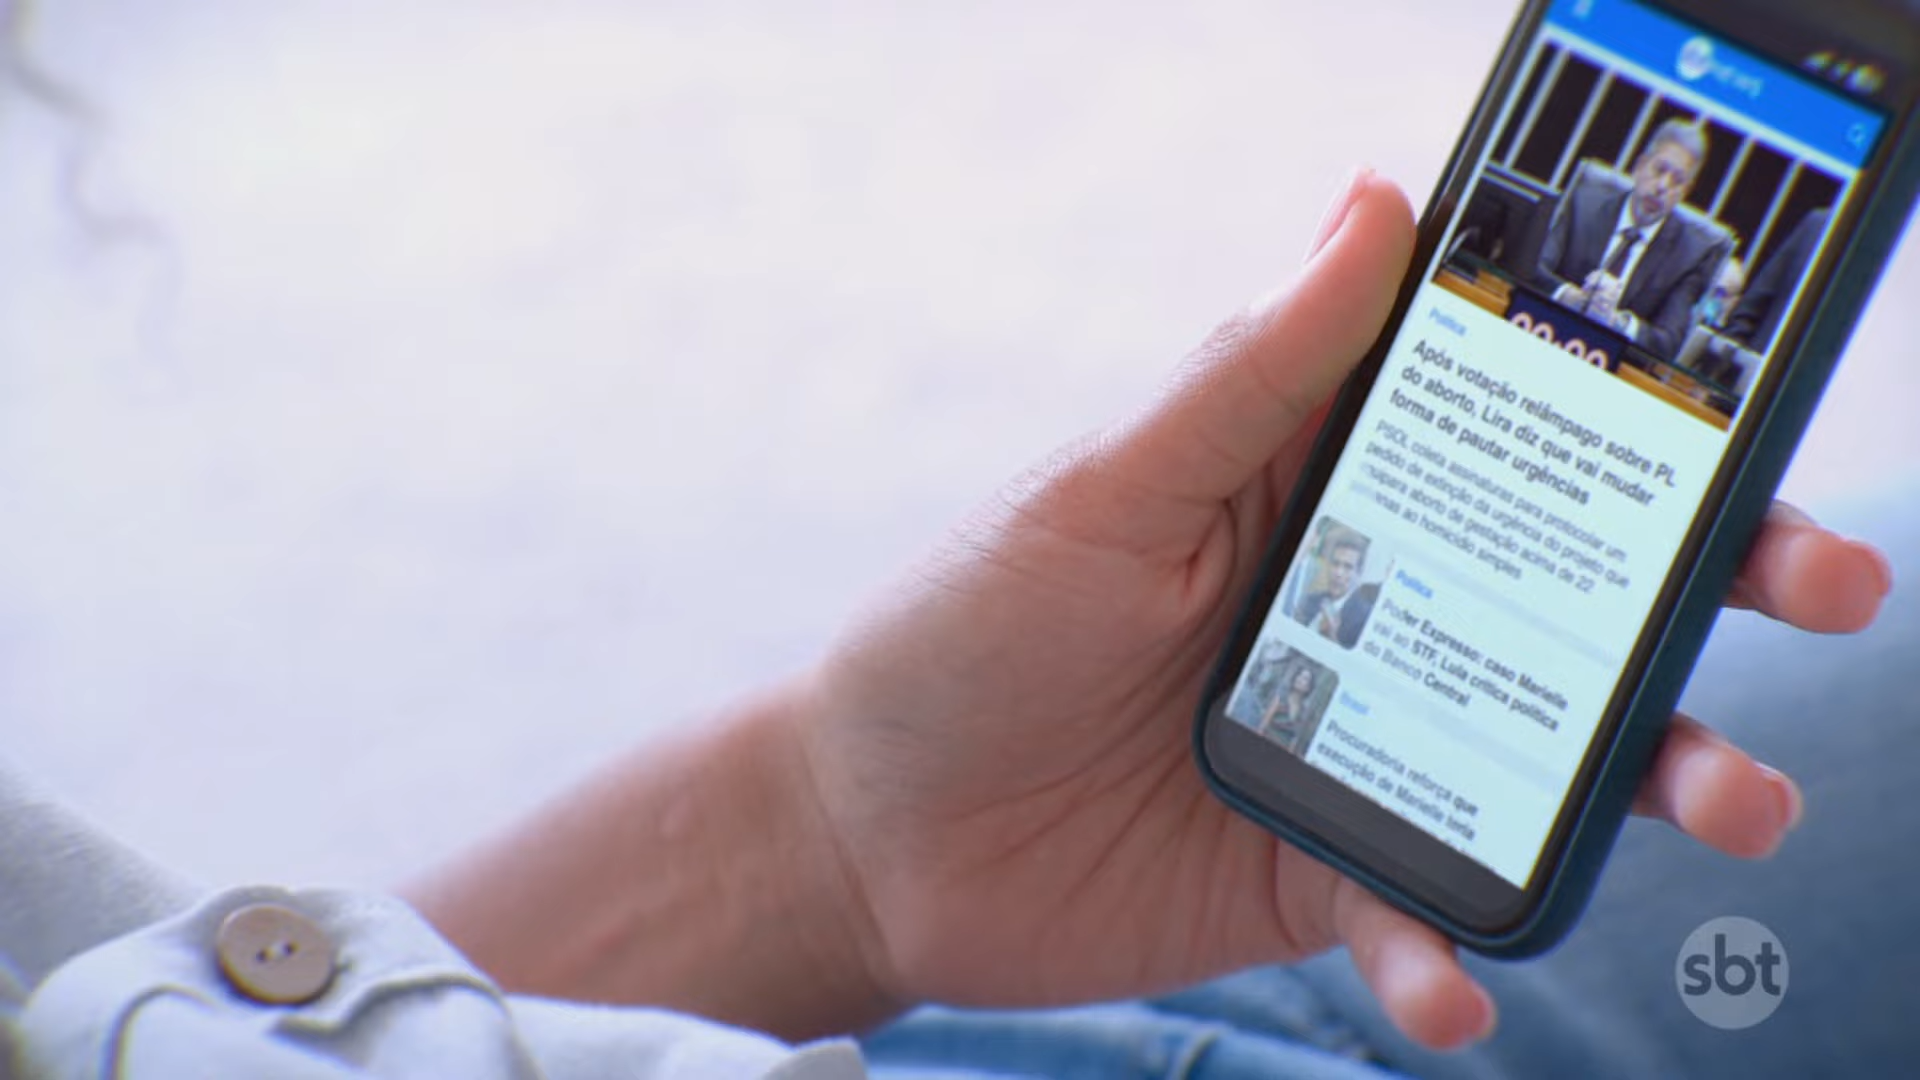 news
Política
Após votação relâmpago sobre PL
do aborto, Lira diz que vai mudar
forma de pautar urgências
PSOL coleta assinaturas para protocolar um
pedido de extinção da urgência do projeto que
aborto de gestação acima de 22
ao homicídio simples
00:00
Política
Poder Expresso: caso Marielle
vai ao STF, Lula critica política
do Banco Central
Brasil
Procuradoria reforça que
execução de Marielle teria
sbt